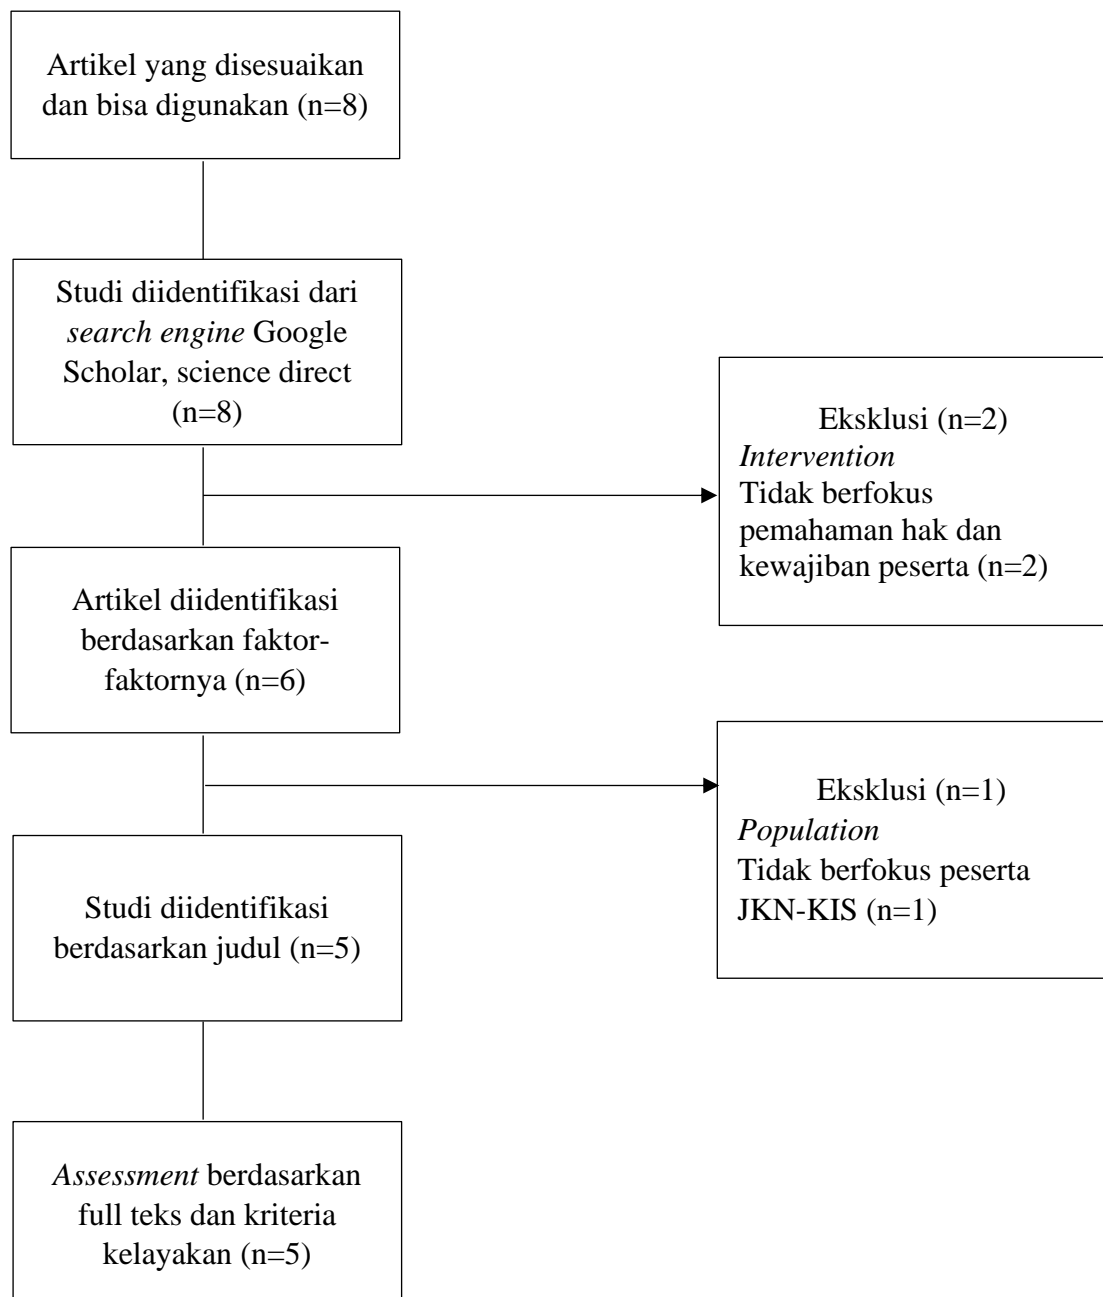 Artikel yang disesuaikan
dan bisa digunakan (n=8)
Studi diidentifikasi dari
search engine Google
Scholar, science direct
(n=8)
Eksklusi (n=2)
Intervention
Tidak berfokus
pemahaman hak dan
kewajiban peserta (n=2)
Artikel diidentifikasi
berdasarkan faktor-
faktornya (n=6)
Eksklusi (n=1)
Population
Tidak berfokus peserta
JKN-KIS (n=1)
Studi diidentifikasi
berdasarkan judul (n=5)
Assessment berdasarkan
full teks dan kriteria
kelayakan (n=5)